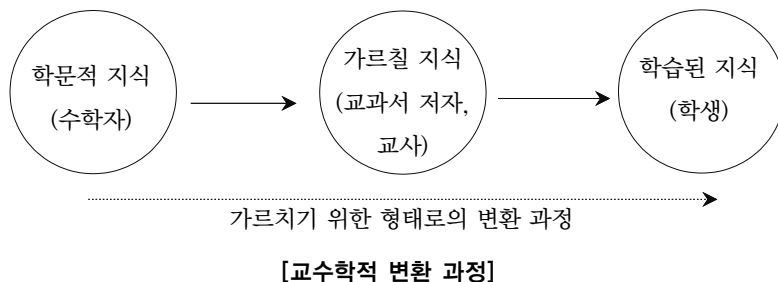 학문적 지식
(수학자)
가르칠 지식
(교과서 저자,
교사)
학습된 지식
(학생)
가르치기 위한 형태로의 변환 과정
[교수학적 변환 과정]